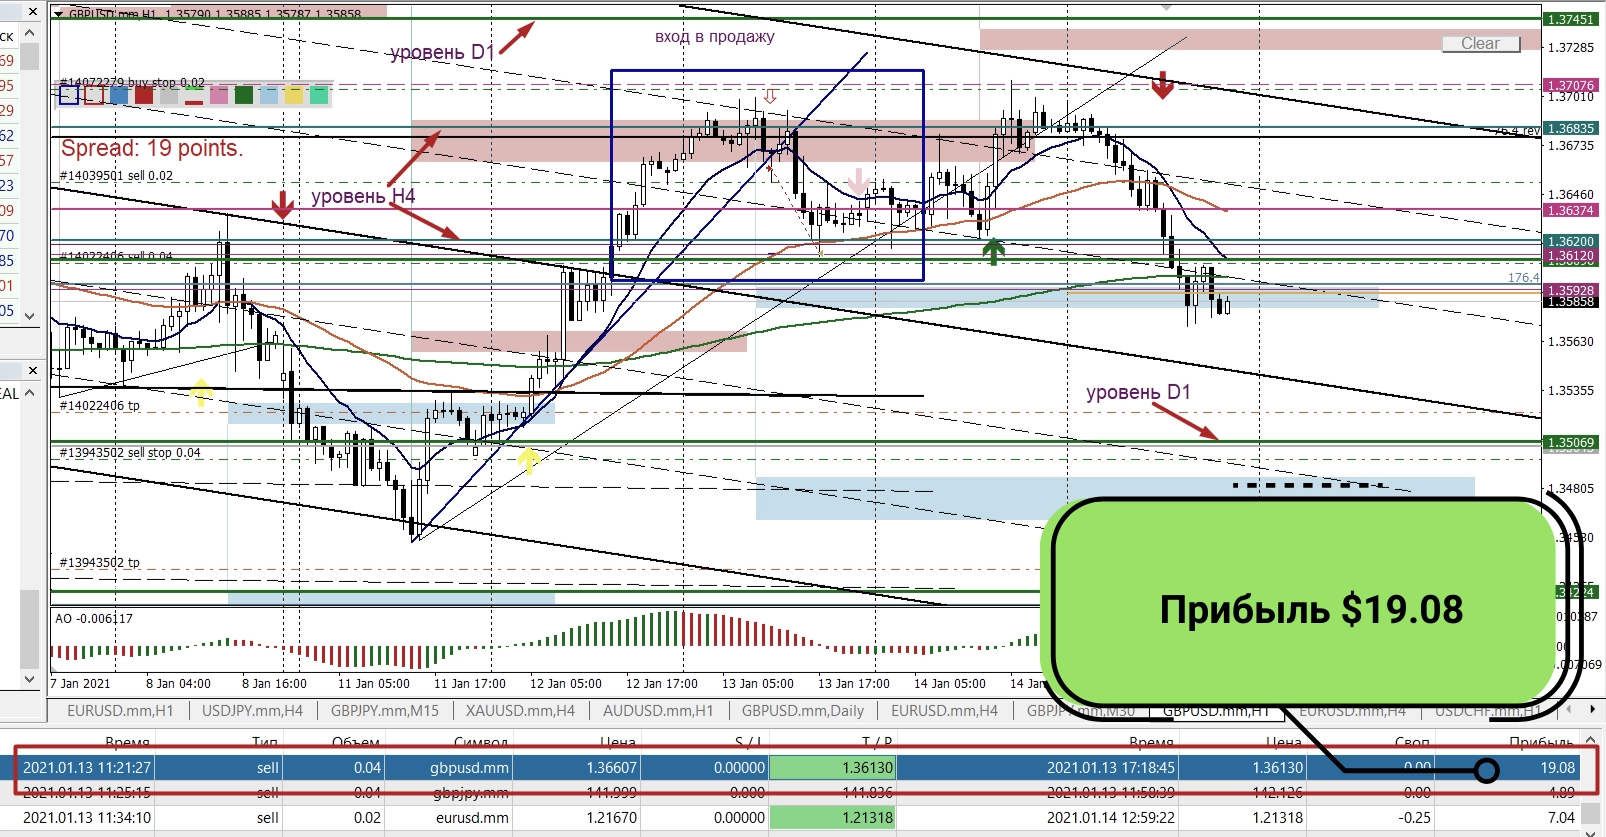 GBPUSD.mm,H1 1.35790 1.35885 1.35787 1.35858
1.37451
уровень D1
вход в продажу
Clear
1.37285
#14072279 buy stop 0.02
1.37076
1.37010
1.36835
76.4 rev
1.36735
Spread: 19 points.
#14039501 sell 0.02
уровень H4
1.36460
1.36374
1.36200
1.36120
#14022406 sell 0.04
176.4
1.35928
1.35858
1.35630
1.35355
уровень D1
#14022406 tp
1.35069
#13943502 sell stop 0.04
1.34805
#13943502 tp
AO -0.006117
Прибыль $19.08
7 Jan 2021
8 Jan 04:00
8 Jan 16:00
11 Jan 05:00
11 Jan 17:00
12 Jan 05:00
12 Jan 17:00
13 Jan 05:00
13 Jan 17:00
14 Jan 05:00
14 Jan
EURUSD.mm,H1 | USDJPY.mm,H4 | GBPJPY.mm,M15 | XAUUSD.mm,H4 | AUDUSD.mm,H1 | GBPUSD.mm,Daily | EURUSD.mm,H4 | GBPJPY.mm,M30 | GBPUSD.mm,H1 | EURUSD.mm,H4 | USDCHF.mm,H1
Время Тип Объем Символ Цена S / L T / P Время Цена Своп Прибыль
2021.01.13 11:21:27 sell 0.04 gbpusd.mm 1.36607 0.00000 1.36130 2021.01.13 17:18:45 1.36130 0.00 19.08
2021.01.13 11:25:15 sell 0.04 gbpjpy.mm 141.999 0.000 141.836 2021.01.13 11:58:39 142.126 0.00 4.89
2021.01.13 11:34:10 sell 0.02 eurusd.mm 1.21670 0.00000 1.21318 2021.01.14 12:59:22 1.21318 -0.25 7.04